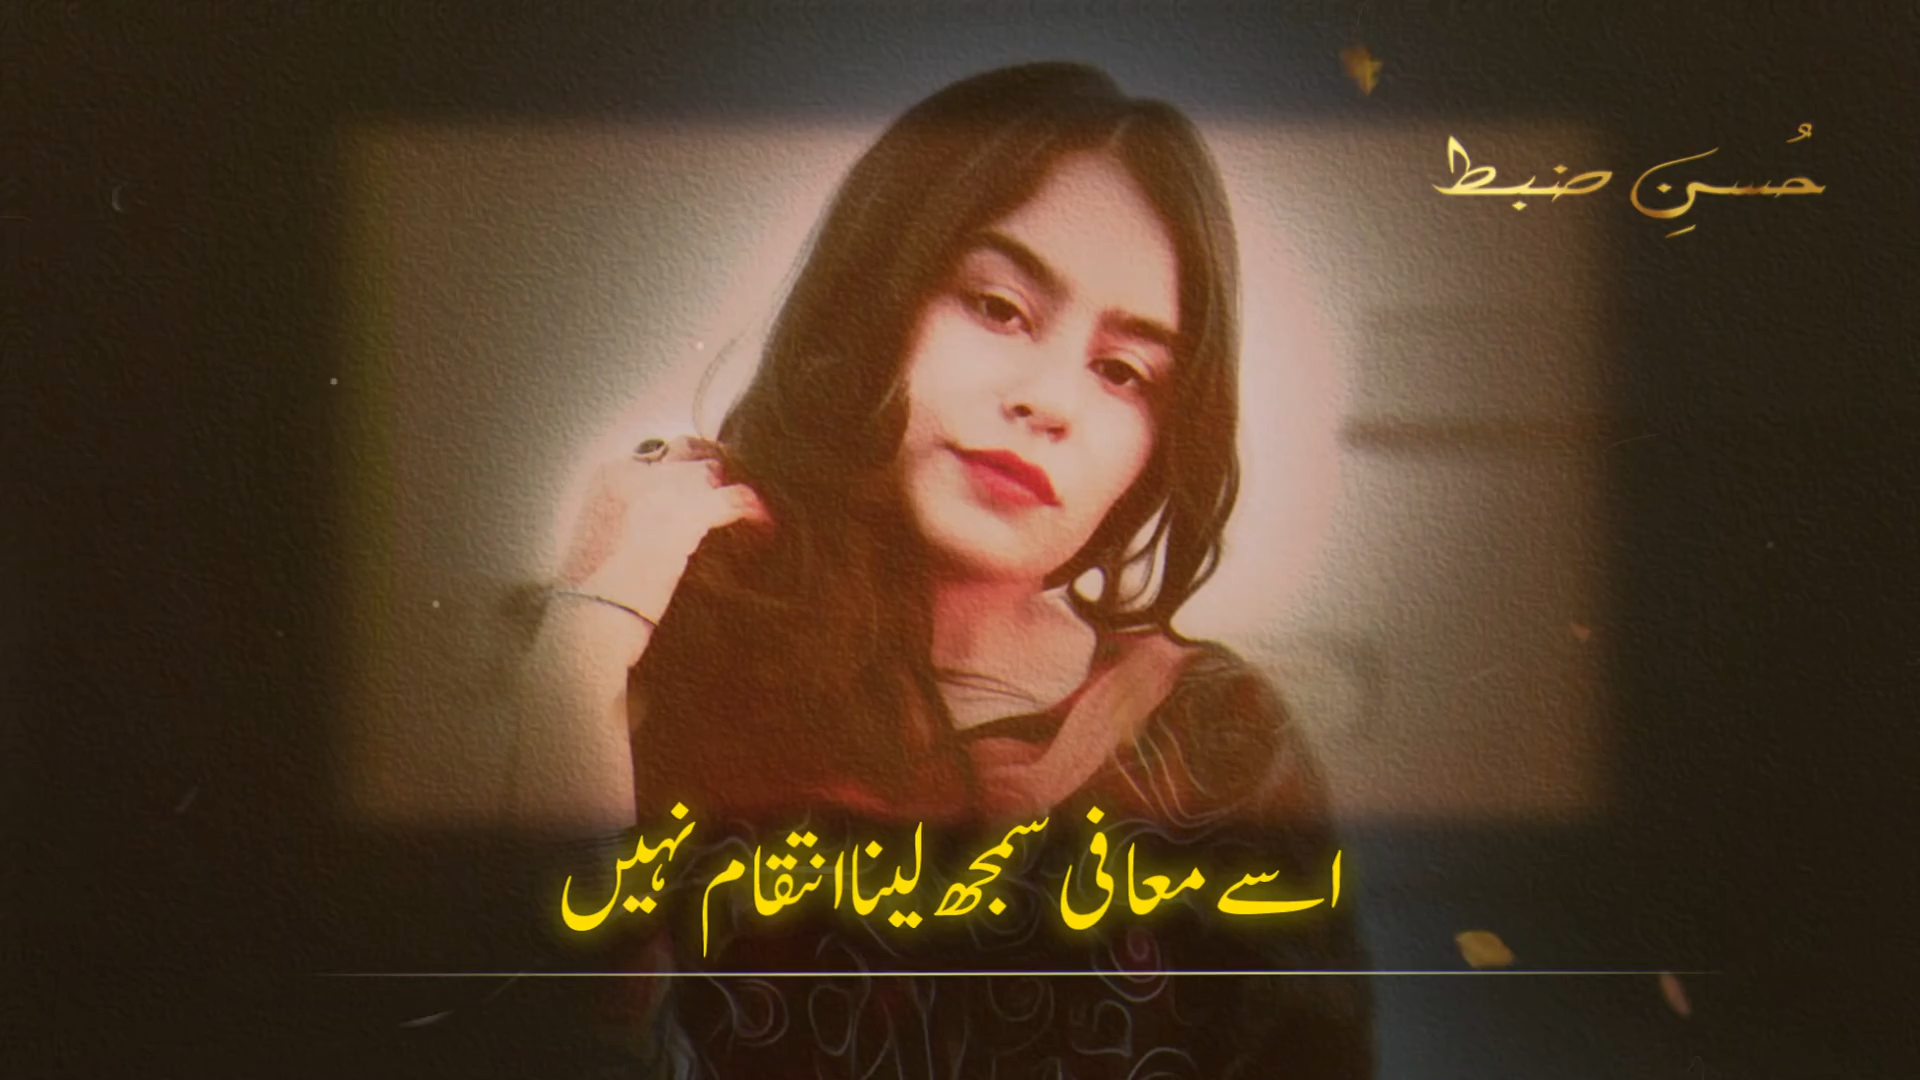 حُسنِ ضبط
اسے معافی سمجھ لینا انتقام نہیں